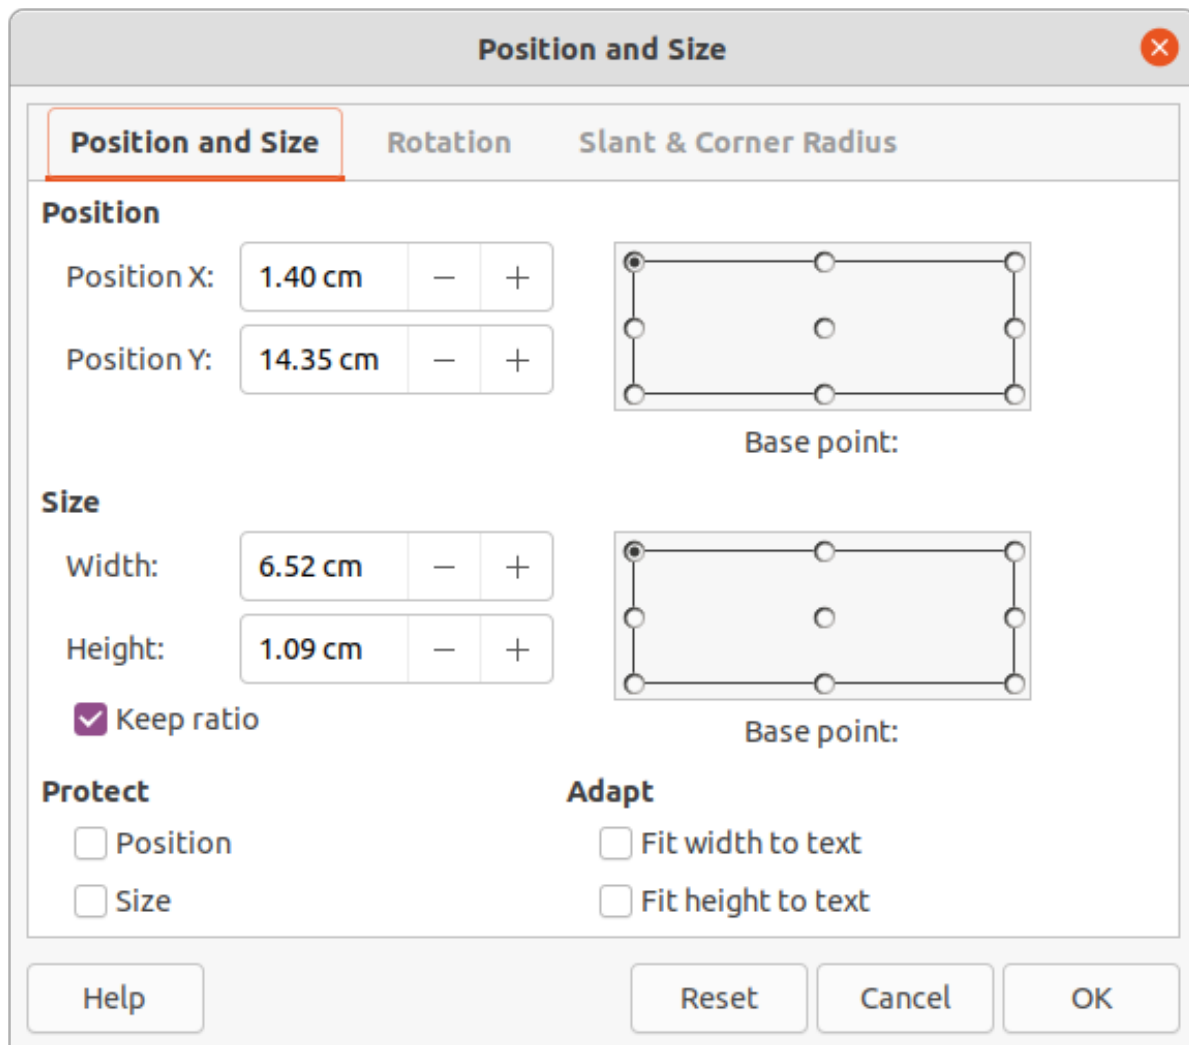 Position and Size
Position and Size Rotation Slant & Corner Radius
Position
Position X: 1.40 cm
Position Y: 14.35 cm
Base point:
Size
Width: 6.52 cm
Height: 1.09 cm
Keep ratio
Base point:
Protect Adapt
Position Fit width to text
Size Fit height to text
Help Reset Cancel OK